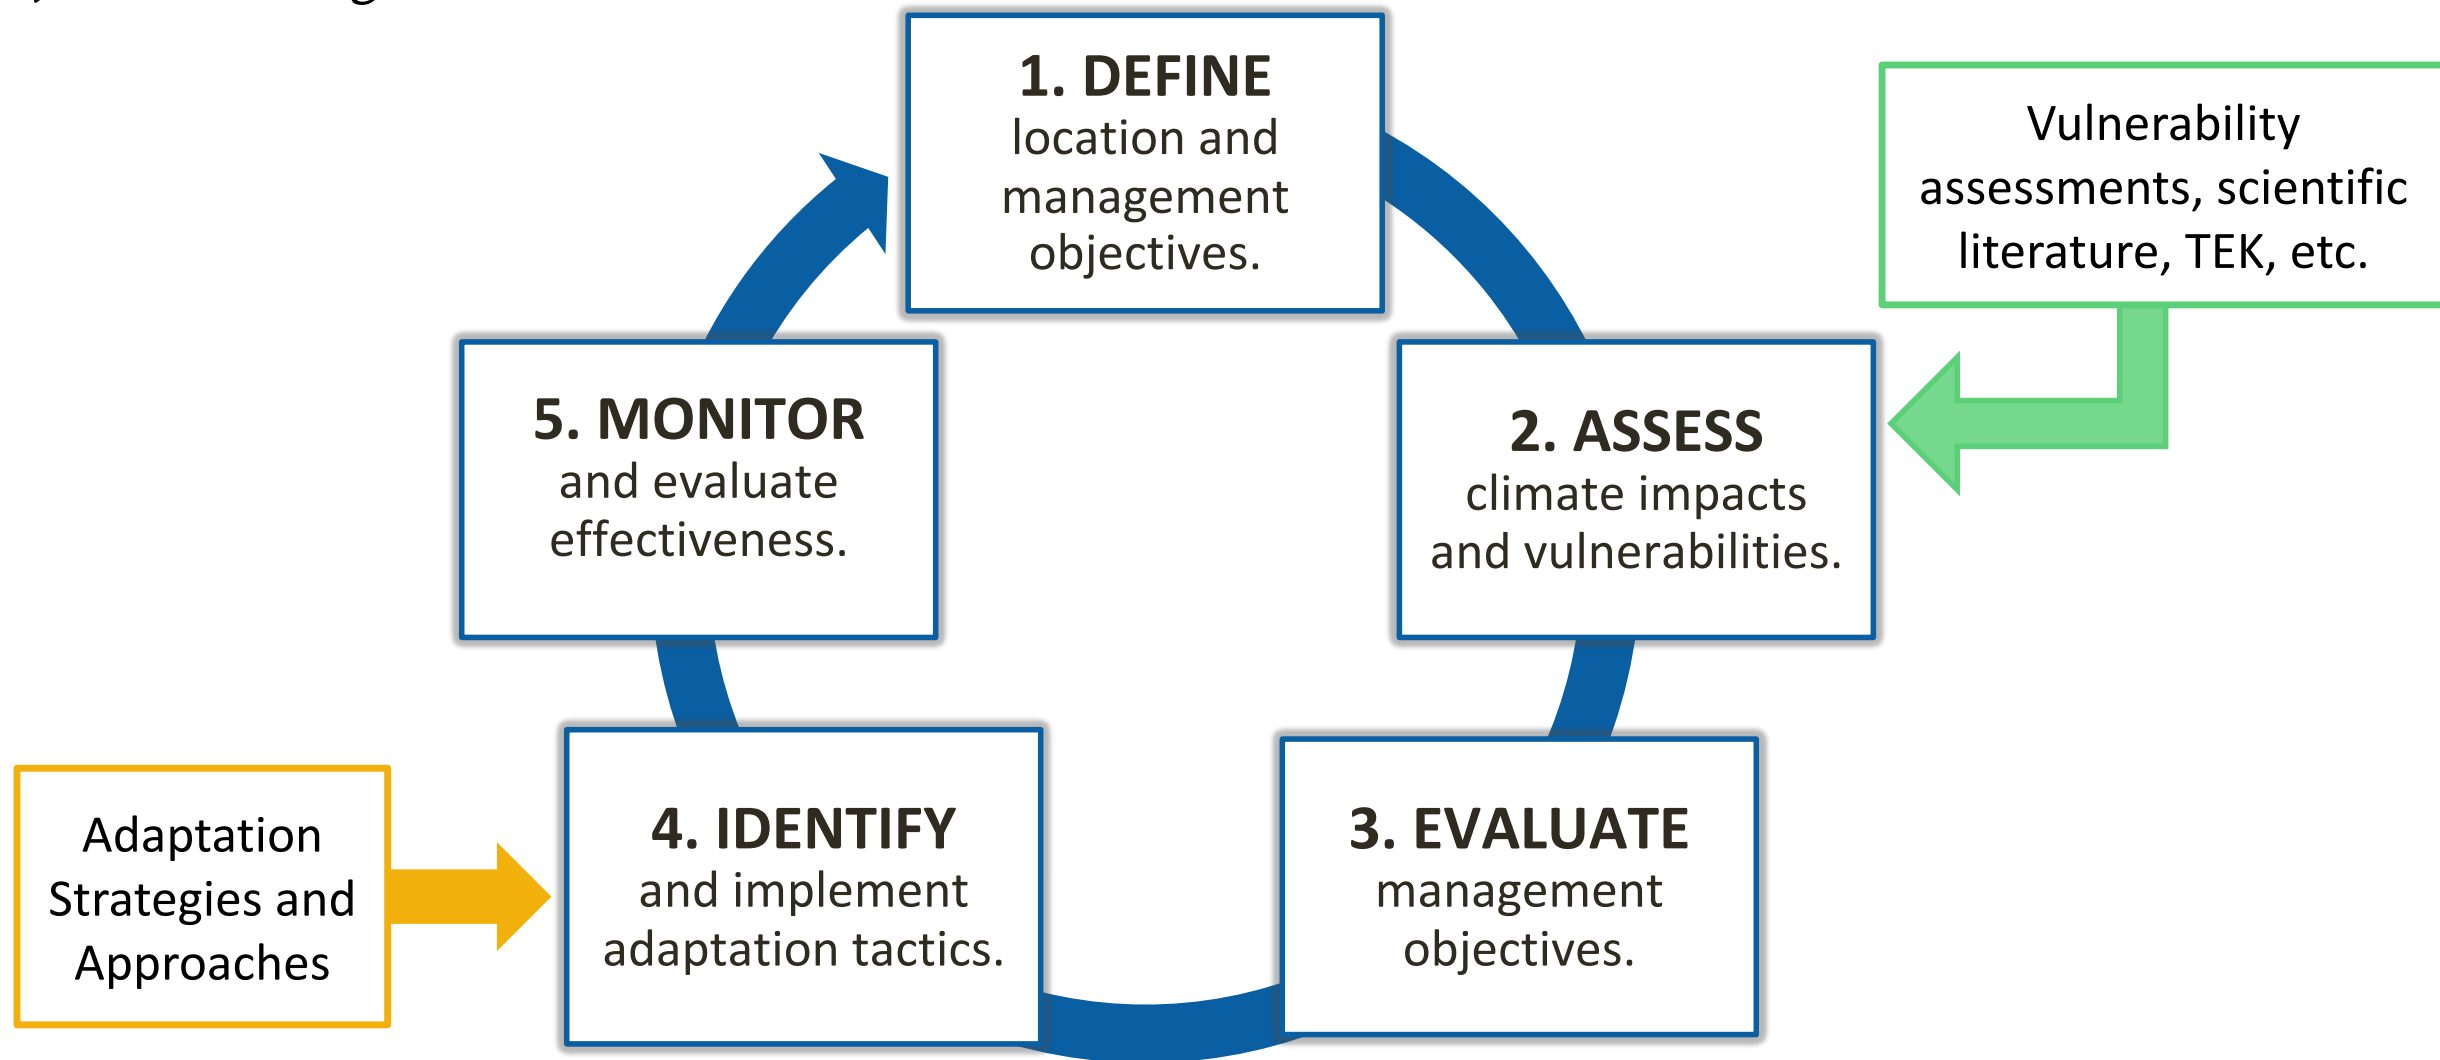 1. DEFINE
location and
management
objectives.
Vulnerability
assessments, scientific
literature, TEK, etc.
2. ASSESS
climate impacts
and vulnerabilities.
3. EVALUATE
management
objectives.
4. IDENTIFY
and implement
adaptation tactics.
Adaptation
Strategies and
Approaches
5. MONITOR
and evaluate
effectiveness.